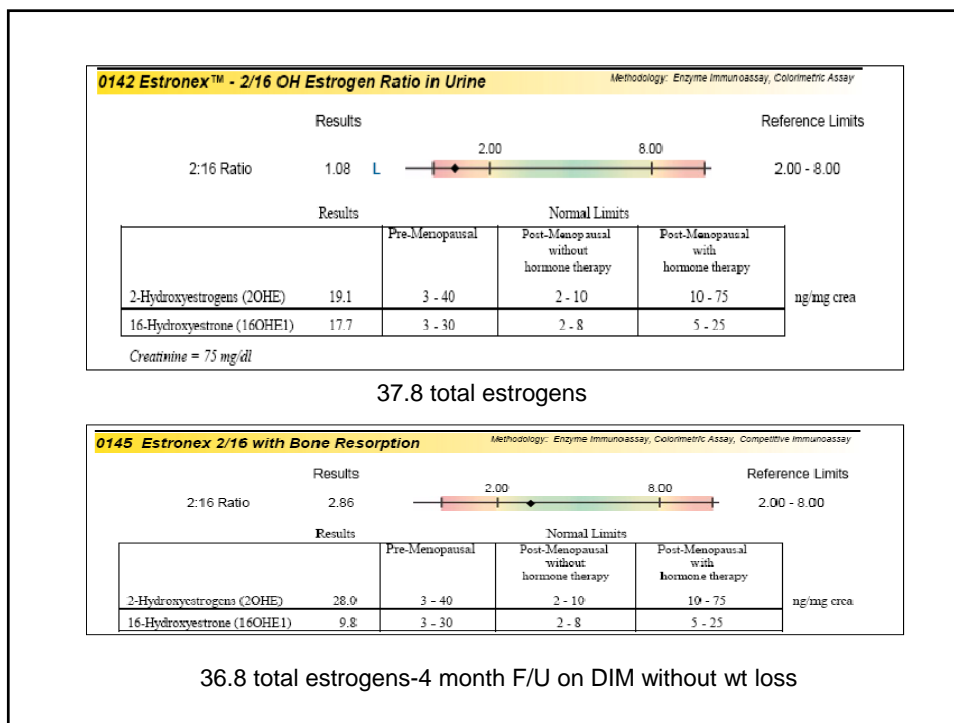 0142 Estronex™ - 2/16 OH Estrogen Ratio in Urine Methodology: Enzyme Immunoassay, Colorimetric Assay
Results Reference Limits
2.00 8.00
2:16 Ratio 1.08 L 2.00 - 8.00
Results Normal Limits
Pre-Menopausal Post-Menopausal Post-Menopausal
without with
hormone therapy hormone therapy
2-Hydroxyestrogens (2OHE) 19.1 3 - 40 2 - 10 10 - 75 ng/mg crea
16-Hydroxyestrone (16OHE1) 17.7 3 - 30 2 - 8 5 - 25
Creatinine = 75 mg/dl
37.8 total estrogens
0145 Estronex 2/16 with Bone Resorption Methodology: Enzyme Immunoassay, Colorimetric Assay, Competitive Immunoassay
Results Reference Limits
2.00 8.00
2:16 Ratio 2.86 2.00 - 8.00
Results Normal Limits
Pre-Menopausal Post-Menopausal Post-Menopausal
without with
hormone therapy hormone therapy
2-Hydroxyestrogens (2OHE) 28.0 3 - 40 2 - 10 10 - 75 ng/mg crea
16-Hydroxyestrone (16OHE1) 9.8 3 - 30 2 - 8 5 - 25
36.8 total estrogens-4 month F/U on DIM without wt loss